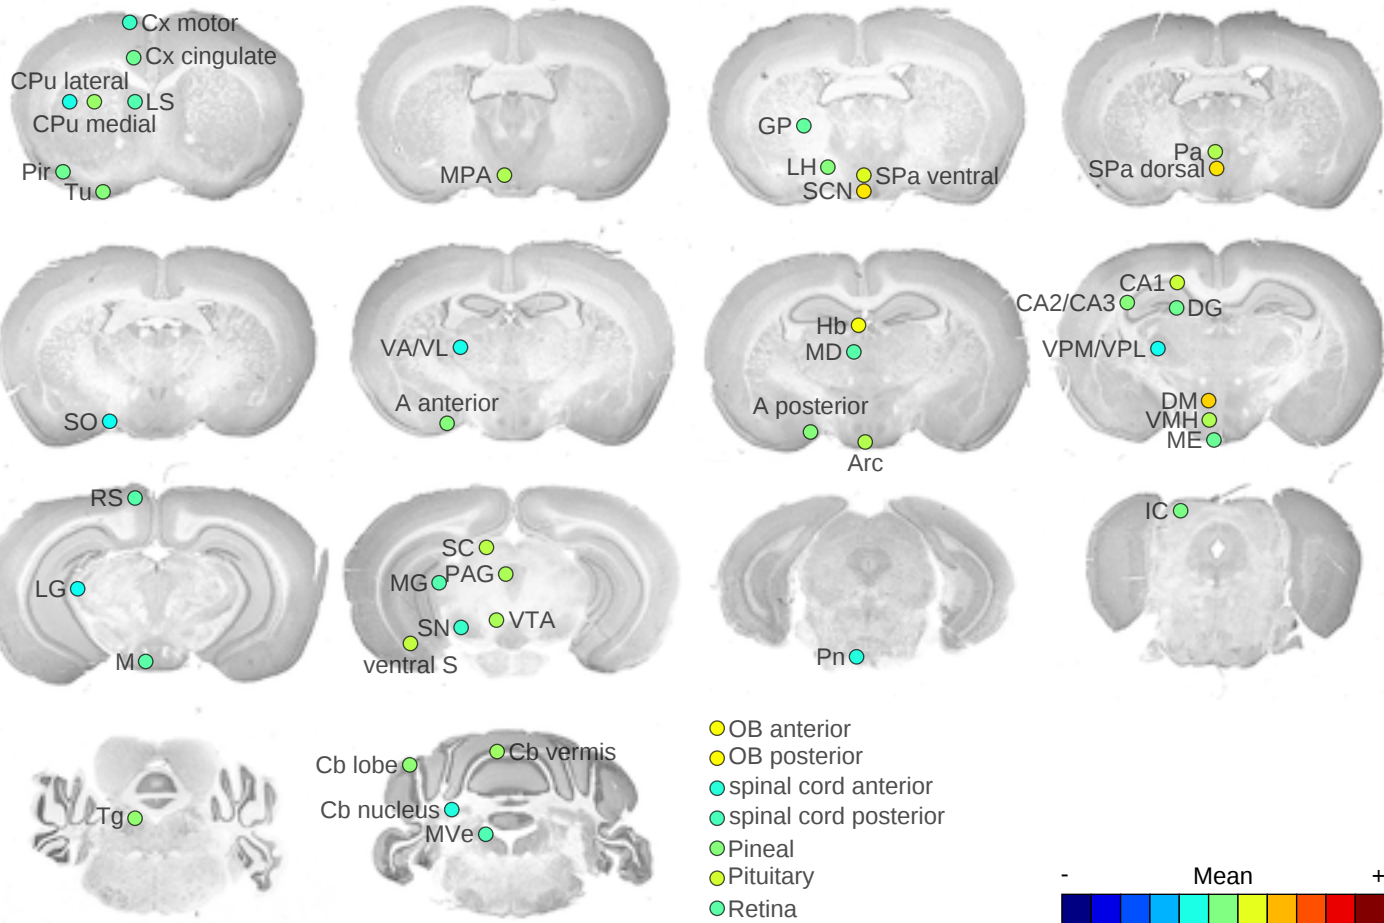 Cx motor
Cx cingulate
CPu lateral
LS
CPu medial
Pir
Tu
MPA
GP
LH
SPa ventral
SCN
Pa
SPa dorsal
SO
VA/VL
A anterior
Hb
MD
A posterior
Arc
CA1
CA2/CA3
DG
VPM/VPL
DM
VMH
ME
RS
LG
M
SC
MG
PAG
SN
VTA
ventral S
Pn
IC
Tg
Cb lobe
Cb vermis
Cb nucleus
MVe
OB anterior
OB posterior
spinal cord anterior
spinal cord posterior
Pineal
Pituitary
Retina
- Mean +